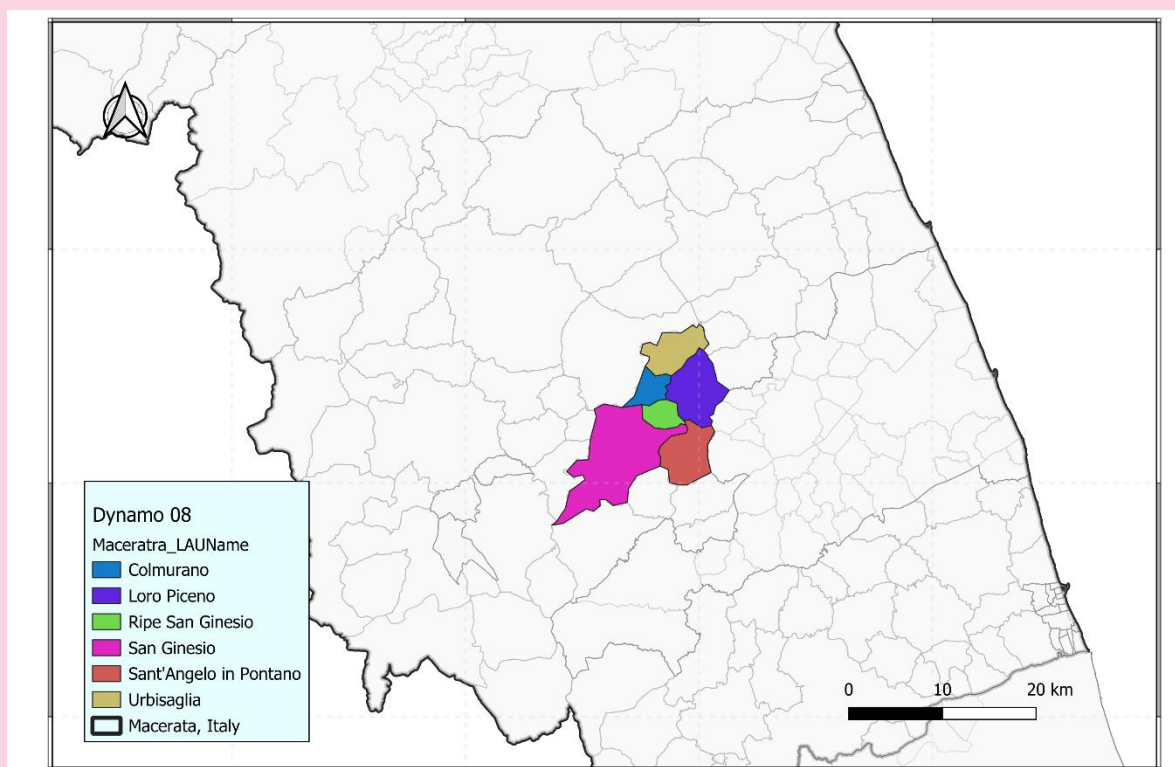 Dynamo 08
Maceratra_LAUName
Colmurano
Loro Piceno
Ripe San Ginesio
San Ginesio
Sant'Angelo in Pontano
Urbisaglia
Macerata, Italy
0 10 20 km